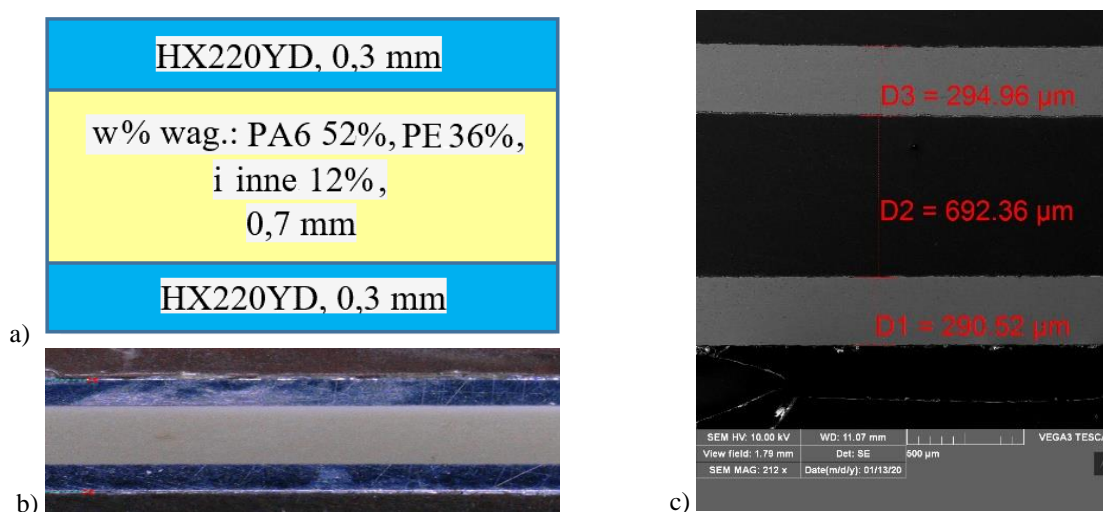 HX220YD, 0,3 mm
w% wag.: PA6 52%, PE 36%,
i inne 12%,
0,7 mm
HX220YD, 0,3 mm
a)
b)
D3 = 294.96 µm
D2 = 692.36 µm
D1 = 290.52 µm
SEM HV: 10.00 kV WD: 11.07 mm VEGA3 TESCA
View field: 1.79 mm Det: SE 500 µm
SEM MAG: 212 x Date(m/d/y): 01/13/20
c)